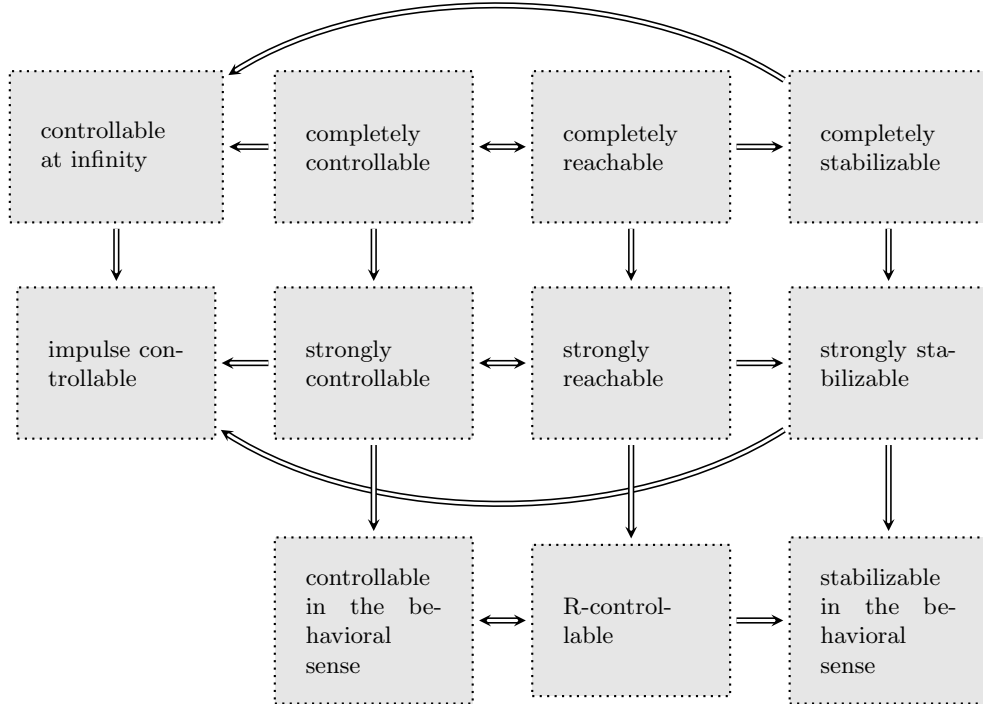 controllable
at infinity
completely
controllable
completely
reachable
completely
stabilizable
impulse con-
trollable
strongly
controllable
strongly
reachable
strongly sta-
bilizable
controllable
in the be-
havioral
sense
R-control-
lable
stabilizable
in the be-
havioral
sense